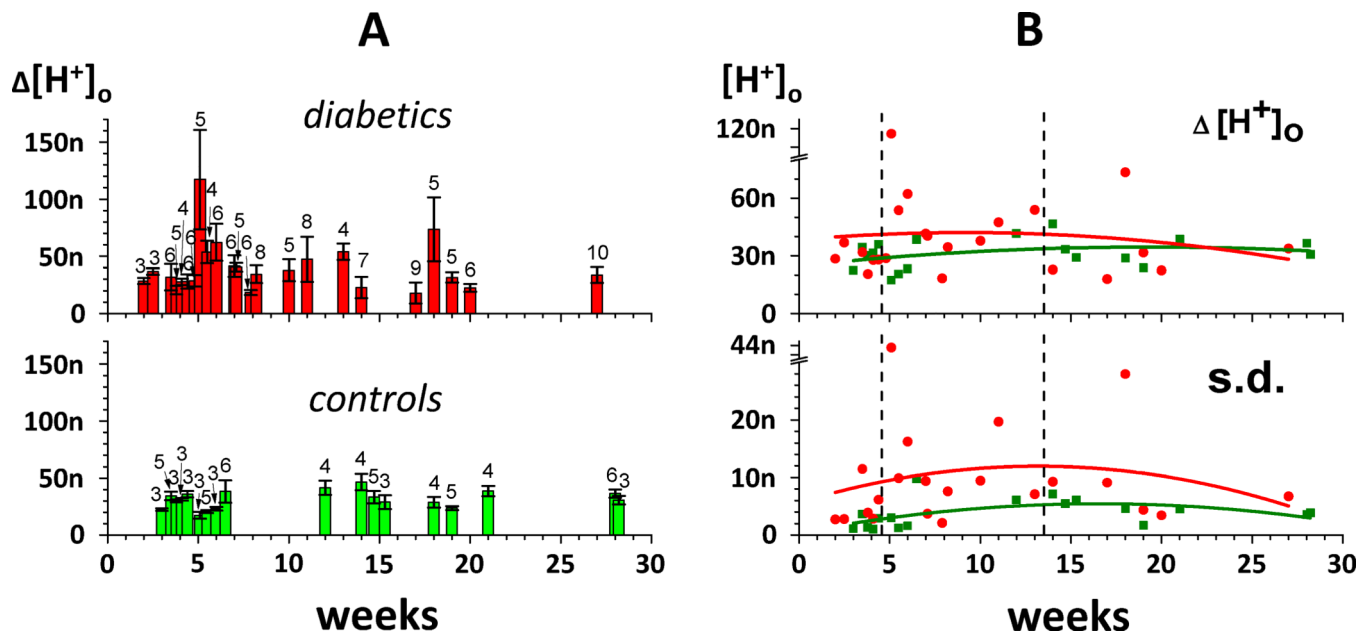 A
Δ[H+]o
diabetics
150n
100n
50n
0
3 3 6 5 4 6 5 4 6 6 5 6 8 5 8 4 7 9 5 5 6 10
controls
150n
100n
50n
0
3 5 3 3 3 3 5 3 6 4 4 5 3 4 5 4 6 3
0 5 10 15 20 25 30
weeks
B
[H+]o
Δ [H+]o
120n
60n
30n
0
s.d.
44n
20n
10n
0
0 5 10 15 20 25 30
weeks